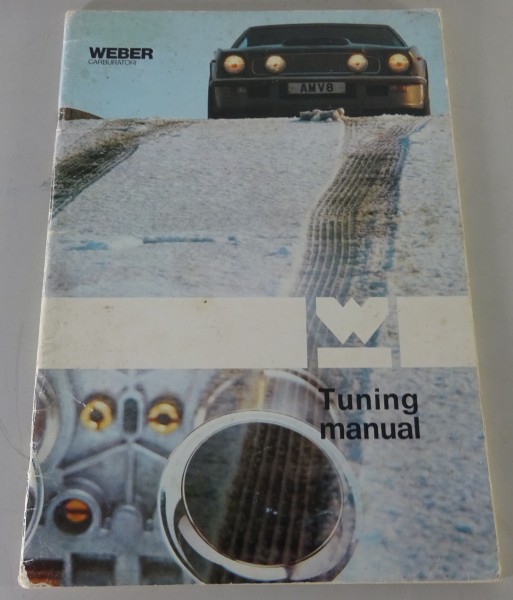 WEBER
CARBURATORI
AMV8
W
Tuning
manual